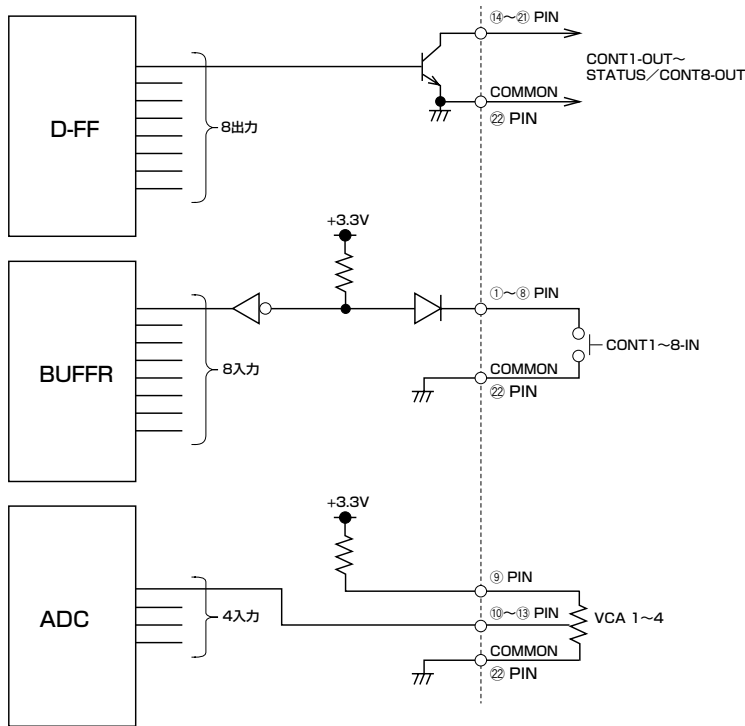 ⑭～㉑ PIN
CONT1-OUT～
STATUS／CONT8-OUT
COMMON
㉒ PIN
D-FF
8出力
+3.3V
①～⑧ PIN
CONT1～8-IN
COMMON
㉒ PIN
BUFFR
8入力
+3.3V
⑨ PIN
⑩～⑬ PIN
VCA 1～4
COMMON
㉒ PIN
ADC
4入力